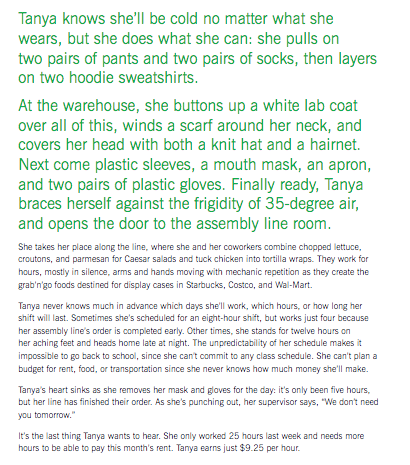 Tanya knows she'll be cold no matter what she
wears, but she does what she can: she pulls on
two pairs of pants and two pairs of socks, then layers
on two hoodie sweatshirts.
At the warehouse, she buttons up a white lab coat
over all of this, winds a scarf around her neck, and
covers her head with both a knit hat and a hairnet.
Next come plastic sleeves, a mouth mask, an apron,
and two pairs of plastic gloves. Finally ready, Tanya
braces herself against the frigidity of 35-degree air,
and opens the door to the assembly line room.
She takes her place along the line, where she and her coworkers combine chopped lettuce,
croutons, and parmesan for Caesar salads and tuck chicken into tortilla wraps. They work for
hours, mostly in silence, arms and hands moving with mechanic repetition as they create the
grab'n'go foods destined for display cases in Starbucks, Costco, and Wal-Mart.
Tanya never knows much in advance which days she'll work, which hours, or how long her
shift will last. Sometimes she's scheduled for an eight-hour shift, but works just four because
her assembly line's order is completed early. Other times, she stands for twelve hours on
her aching feet and heads home late at night. The unpredictability of her schedule makes it
impossible to go back to school, since she can't commit to any class schedule. She can't plan a
budget for rent, food, or transportation since she never knows how much money she'll make.
Tanya's heart sinks as she removes her mask and gloves for the day: it's only been five hours,
but her line has finished their order. As she's punching out, her supervisor says, "We don't need
you tomorrow."
It's the last thing Tanya wants to hear. She only worked 25 hours last week and needs more
hours to be able to pay this month's rent. Tanya earns just $9.25 per hour.